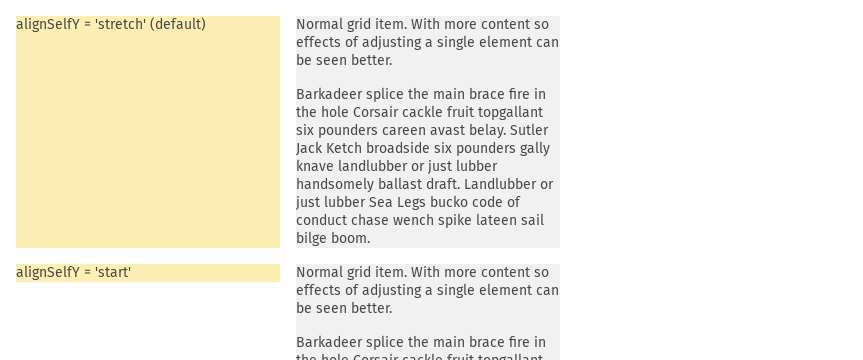 alignSelfY = 'stretch' (default)
Normal grid item. With more content so
effects of adjusting a single element can
be seen better.
Barkadeer splice the main brace fire in
the hole Corsair cackle fruit topgallant
six pounders careen avast belay. Sutler
Jack Ketch broadside six pounders gally
knave landlubber or just lubber
handsomely ballast draft. Landlubber or
just lubber Sea Legs bucko code of
conduct chase wench spike lateen sail
bilge boom.
alignSelfY = 'start'
Normal grid item. With more content so
effects of adjusting a single element can
be seen better.
Barkadeer splice the main brace fire in
the hole Corsair cackle fruit topgallant